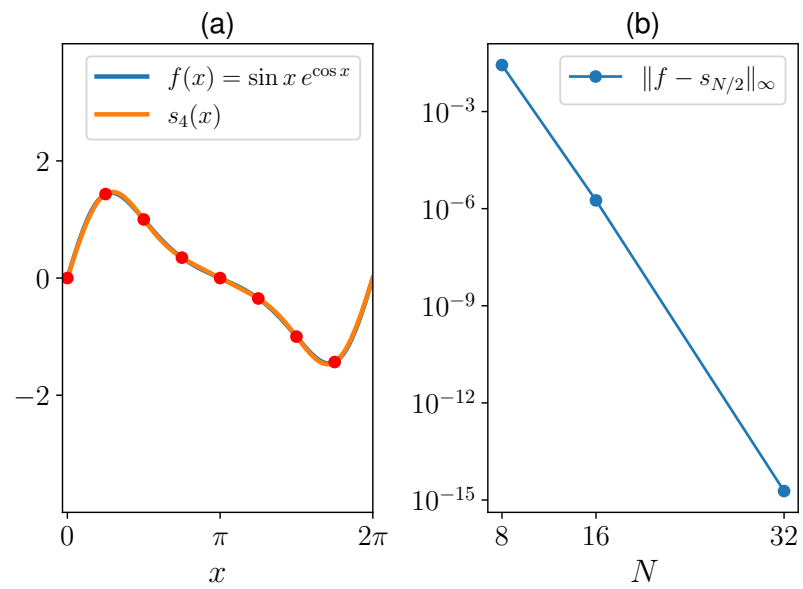 (a)
f(x) = sin x e^{cos x}
s_4(x)
2
0
−2
0 π 2π
x
(b)
‖f − s_{N/2}‖_∞
10^{−3}
10^{−6}
10^{−9}
10^{−12}
10^{−15}
8 16 32
N